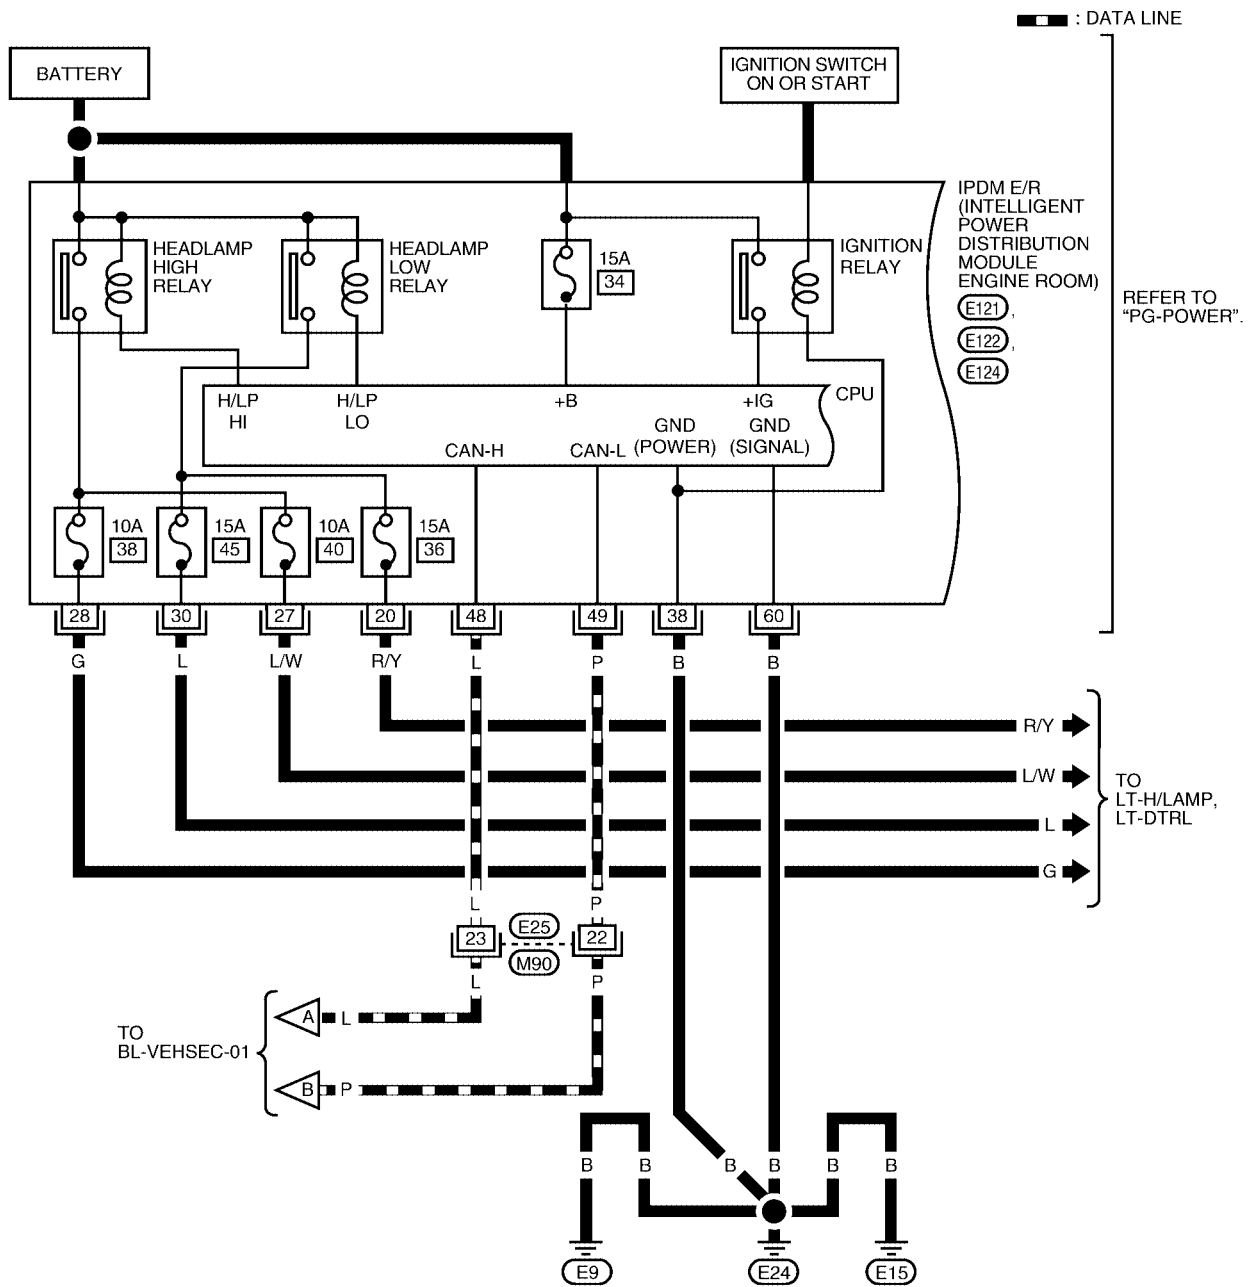 : DATA LINE
BATTERY
IGNITION SWITCH
ON OR START
IPDM E/R
(INTELLIGENT
POWER
DISTRIBUTION
MODULE
ENGINE ROOM)
E121 ,
E122 ,
E124
REFER TO
“PG-POWER”.
HEADLAMP
HIGH
RELAY
HEADLAMP
LOW
RELAY
15A
34
IGNITION
RELAY
H/LP
HI
H/LP
LO
+B
+IG
CPU
CAN-H
CAN-L
GND
(POWER)
GND
(SIGNAL)
10A
38
15A
45
10A
40
15A
36
28
30
27
20
48
49
38
60
G
L
L/W
R/Y
L
P
B
B
R/Y
L/W
L
G
TO
LT-H/LAMP,
LT-DTRL
L
P
23
E25
M90
22
L
P
TO
BL-VEHSEC-01
A
L
B
P
B
B
B
B
B
B
E9
E24
E15